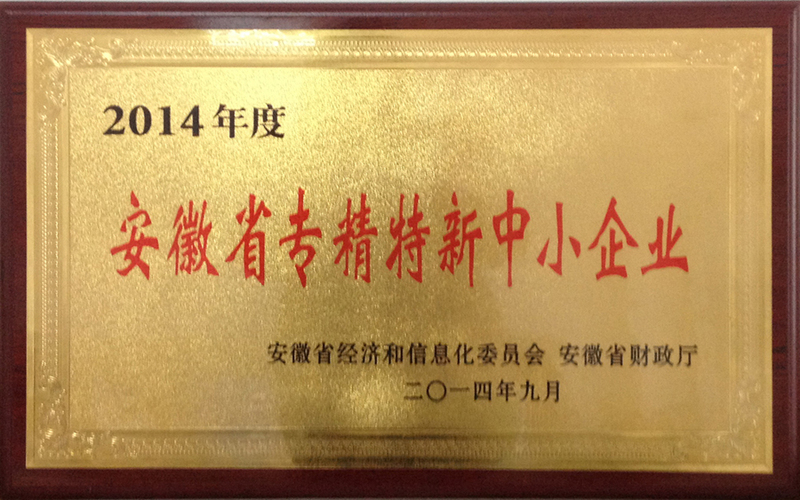 2014年度
安徽省专精特新中小企业
安徽省经济和信息化委员会 安徽省财政厅
二〇一四年九月